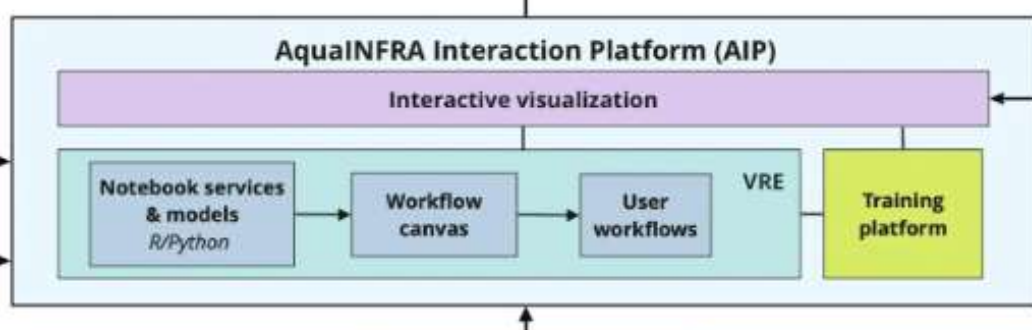 AquaINFRA Interaction Platform (AIP)
Interactive visualization
Notebook services
& models
R/Python
Workflow
canvas
User
workflows
VRE
Training
platform